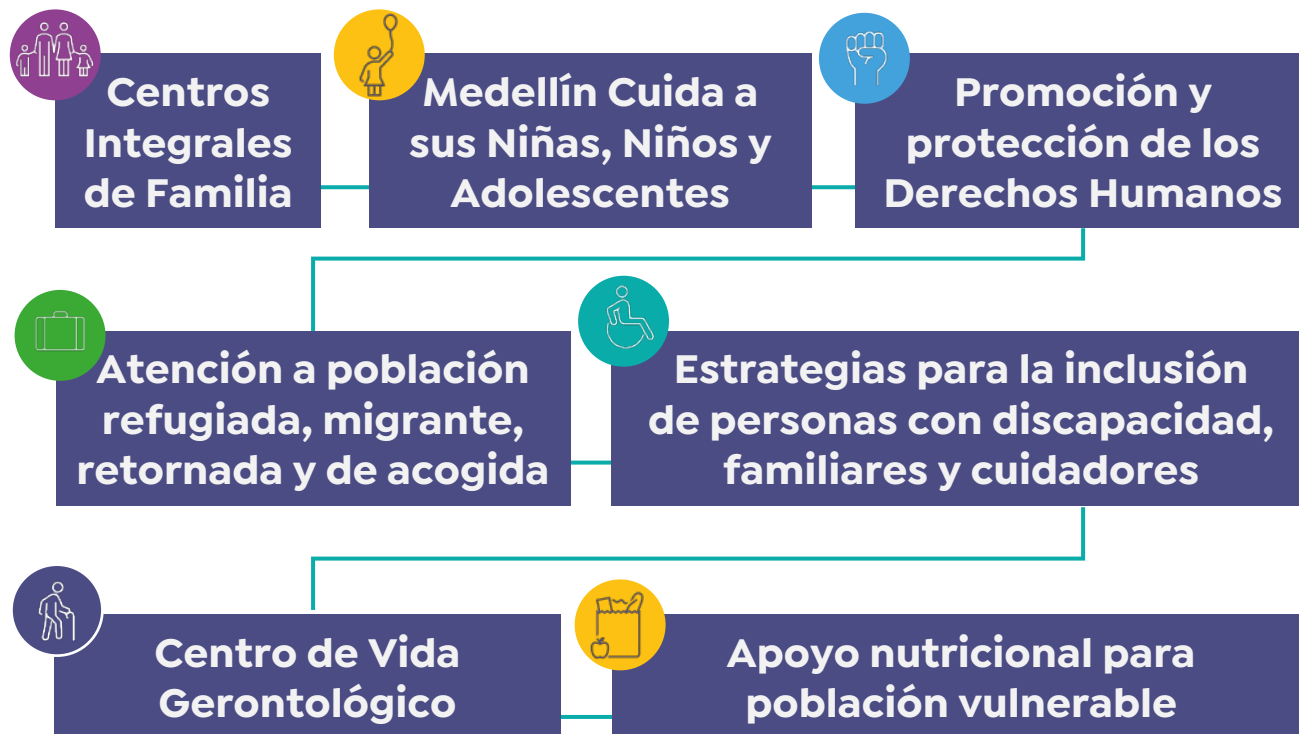 Centros
Integrales
de Familia
Medellín Cuida a
sus Niñas, Niños y
Adolescentes
Promoción y
protección de los
Derechos Humanos
Atención a población
refugiada, migrante,
retornada y de acogida
Estrategias para la inclusión
de personas con discapacidad,
familiares y cuidadores
Centro de Vida
Gerontológico
Apoyo nutricional para
población vulnerable